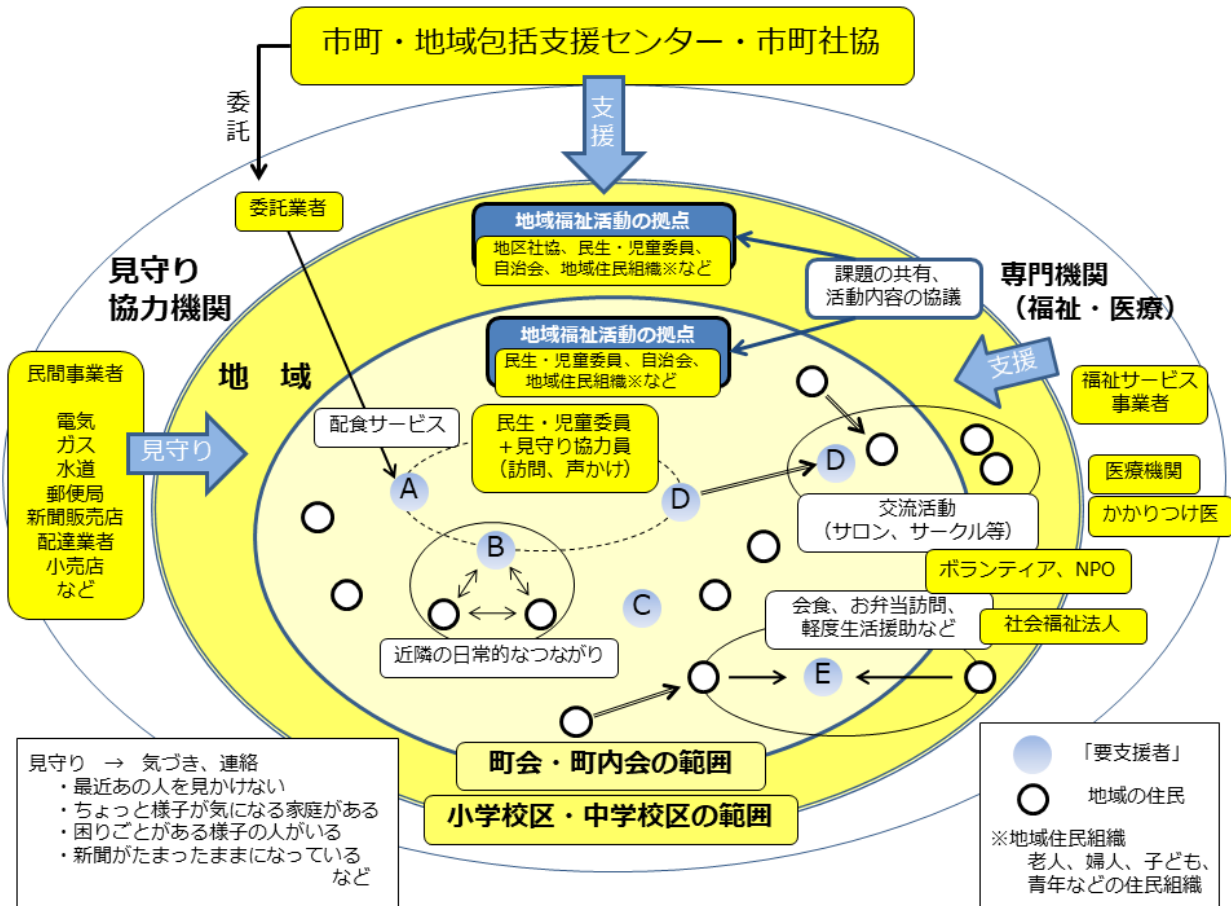 市町・地域包括支援センター・市町社協
委託
支援
委託業者
地域福祉活動の拠点
地区社協、民生・児童委員、
自治会、地域住民組織※など
見守り
協力機関
課題の共有、
活動内容の協議
専門機関
（福祉・医療）
地域福祉活動の拠点
民生・児童委員、自治会、
地域住民組織※など
地　域
支援
民間事業者
電気
ガス
水道
郵便局
新聞販売店
配達業者
小売店
など
見守り
配食サービス
民生・児童委員
＋見守り協力員
（訪問、声かけ）
福祉サービス
事業者
医療機関
かかりつけ医
A
D
D
交流活動
（サロン、サークル等）
B
ボランティア、NPO
C
会食、お弁当訪問、
軽度生活援助など
社会福祉法人
近隣の日常的なつながり
E
町会・町内会の範囲
小学校区・中学校区の範囲
見守り　→　気づき、連絡
・最近あの人を見かけない
・ちょっと様子が気になる家庭がある
・困りごとがある様子の人がいる
・新聞がたまったままになっている
など
「要支援者」
地域の住民
※地域住民組織
老人、婦人、子ども、
青年などの住民組織